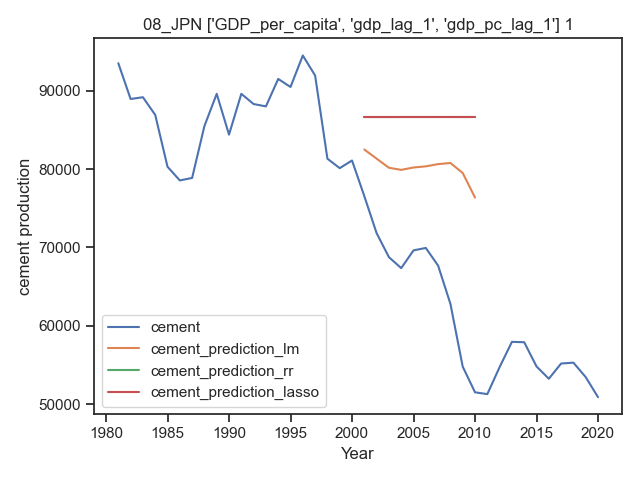 08_JPN ['GDP_per_capita', 'gdp_lag_1', 'gdp_pc_lag_1'] 1
90000
80000
70000
60000
50000
cement production
cement
cement_prediction_lm
cement_prediction_rr
cement_prediction_lasso
1980 1985 1990 1995 2000 2005 2010 2015 2020
Year